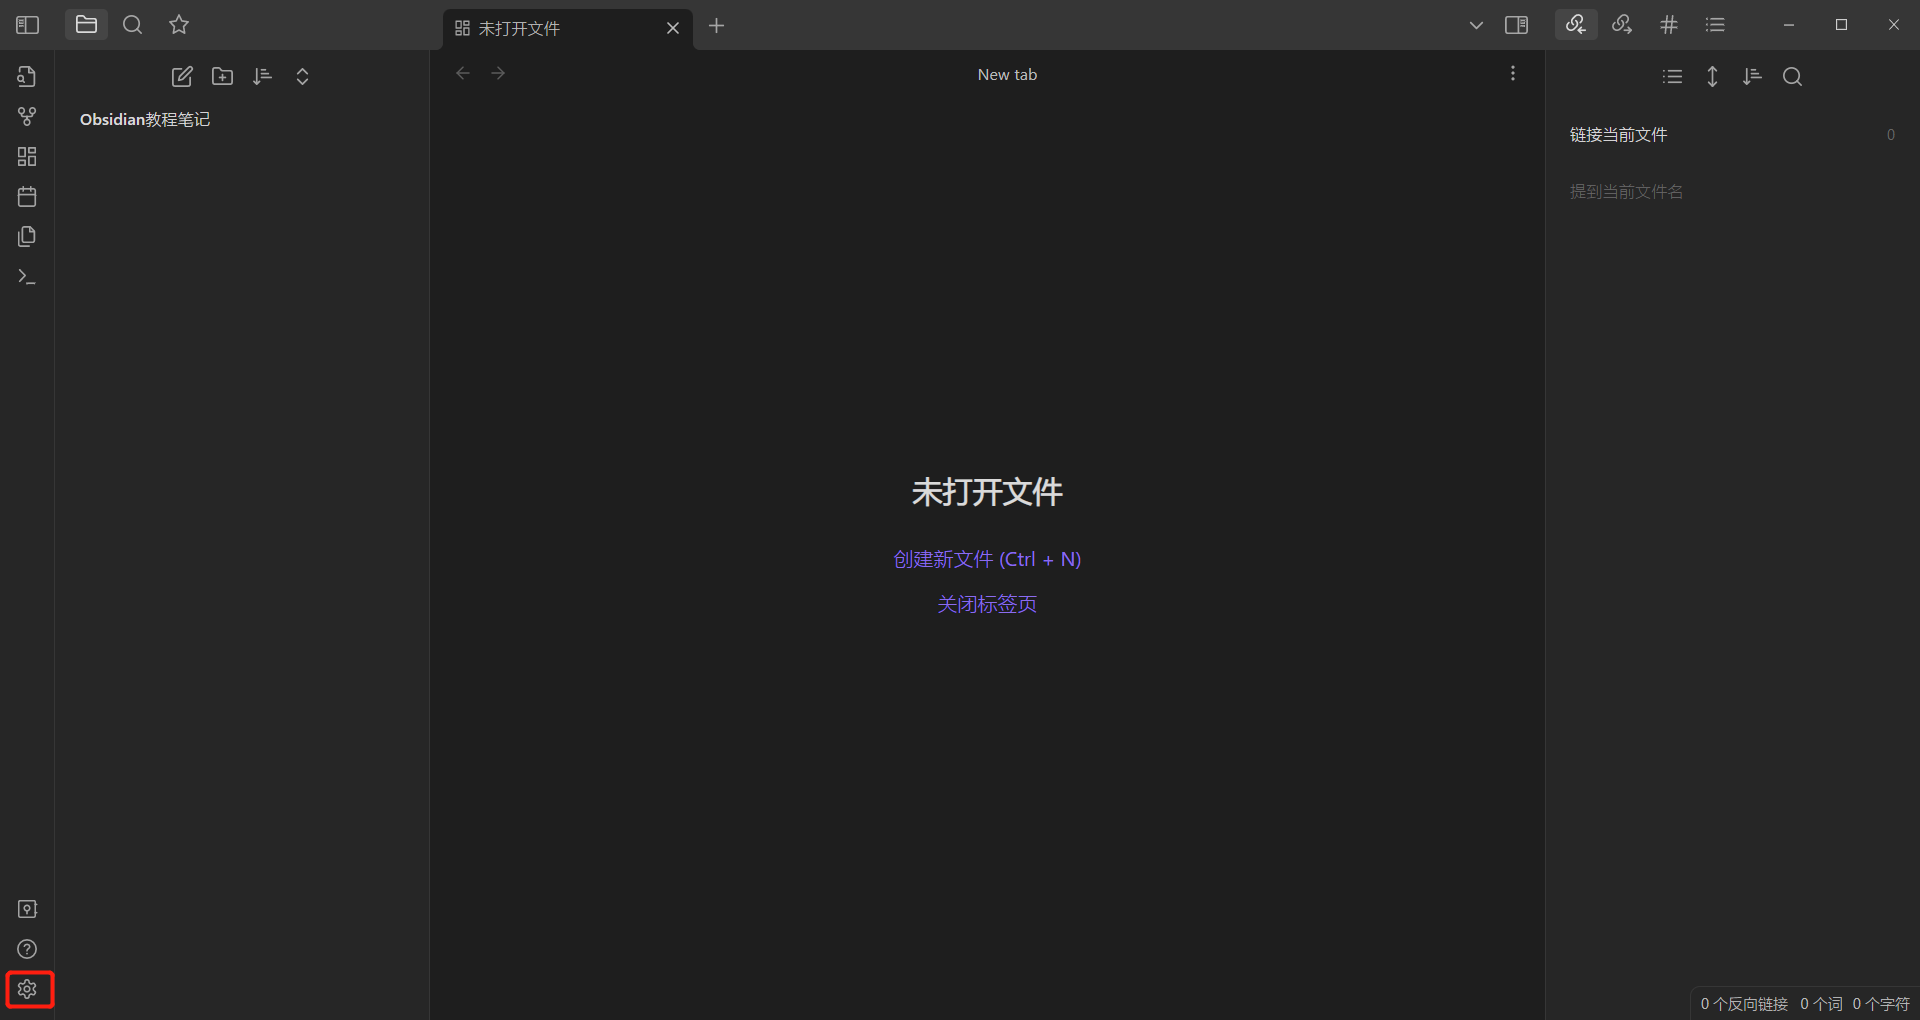 未打开文件
New tab
Obsidian教程笔记
链接当前文件 0
提到当前文件名
未打开文件
创建新文件 (Ctrl + N)
关闭标签页
0 个反向链接 0 个词 0 个字符